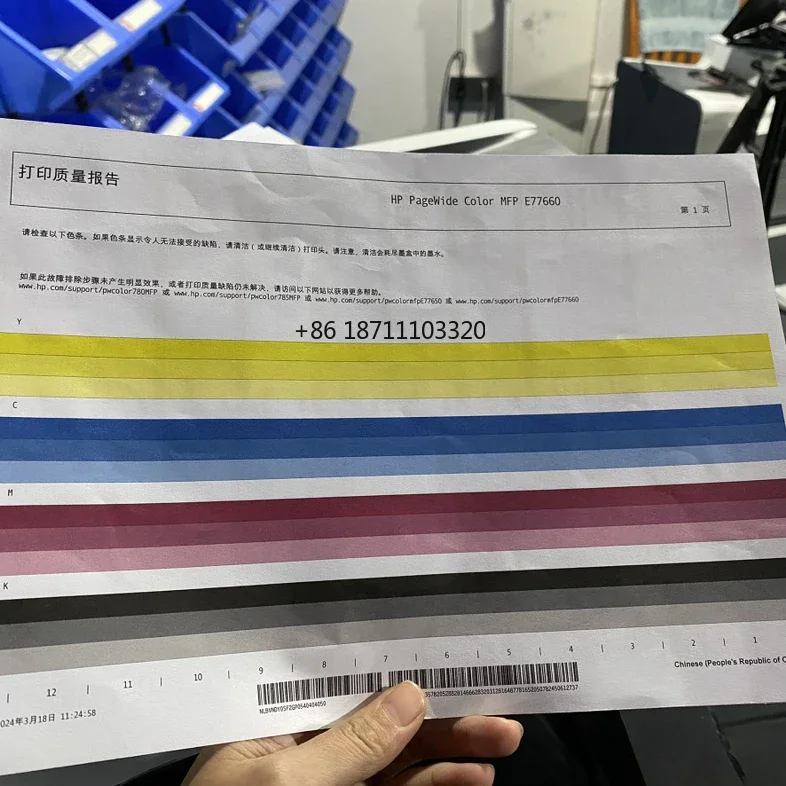 打印质量报告
HP PageWide Color MFP E77660
第 1 页
请检查以下色条。如果色条显示令人无法接受的缺陷，请清洁（或继续清洁）打印头。请注意，清洁会耗尽墨盒中的墨水。
如果此故障排除步骤未产生明显效果，或者打印质量缺陷仍未解决，请访问以下网站以获得更多帮助。
www.hp.com/support/pwcolor780MFP 或 www.hp.com/support/pwcolor785MFP 或 www.hp.com/support/pwcolormfpE77650 或 www.hp.com/support/pwcolormfpE77660
+86 18711103320
Y
C
M
K
| 12 | 11 | 10 | 9 | 8 | 7 | 6 | 5 | 4 | 3 | 2 | 1
Chinese (People's Republic of
024年3月18日 11:24:58